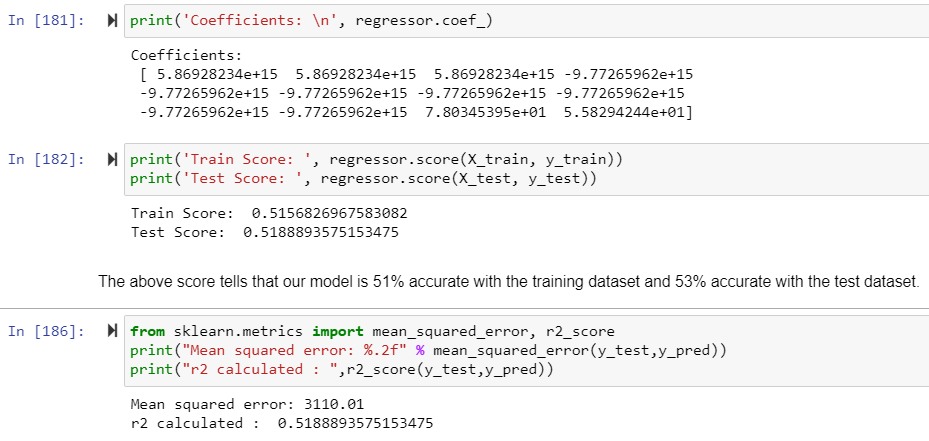 In [181]: print('Coefficients: \n', regressor.coef_)
Coefficients:
[ 5.86928234e+15  5.86928234e+15  5.86928234e+15 -9.77265962e+15
-9.77265962e+15 -9.77265962e+15 -9.77265962e+15 -9.77265962e+15
-9.77265962e+15 -9.77265962e+15  7.80345395e+01  5.58294244e+01]
In [182]: print('Train Score: ', regressor.score(X_train, y_train))
print('Test Score: ', regressor.score(X_test, y_test))
Train Score:  0.5156826967583082
Test Score:  0.5188893575153475
The above score tells that our model is 51% accurate with the training dataset and 53% accurate with the test dataset.
In [186]: from sklearn.metrics import mean_squared_error, r2_score
print("Mean squared error: %.2f" % mean_squared_error(y_test,y_pred))
print("r2 calculated : ",r2_score(y_test,y_pred))
Mean squared error: 3110.01
r2 calculated :  0.5188893575153475